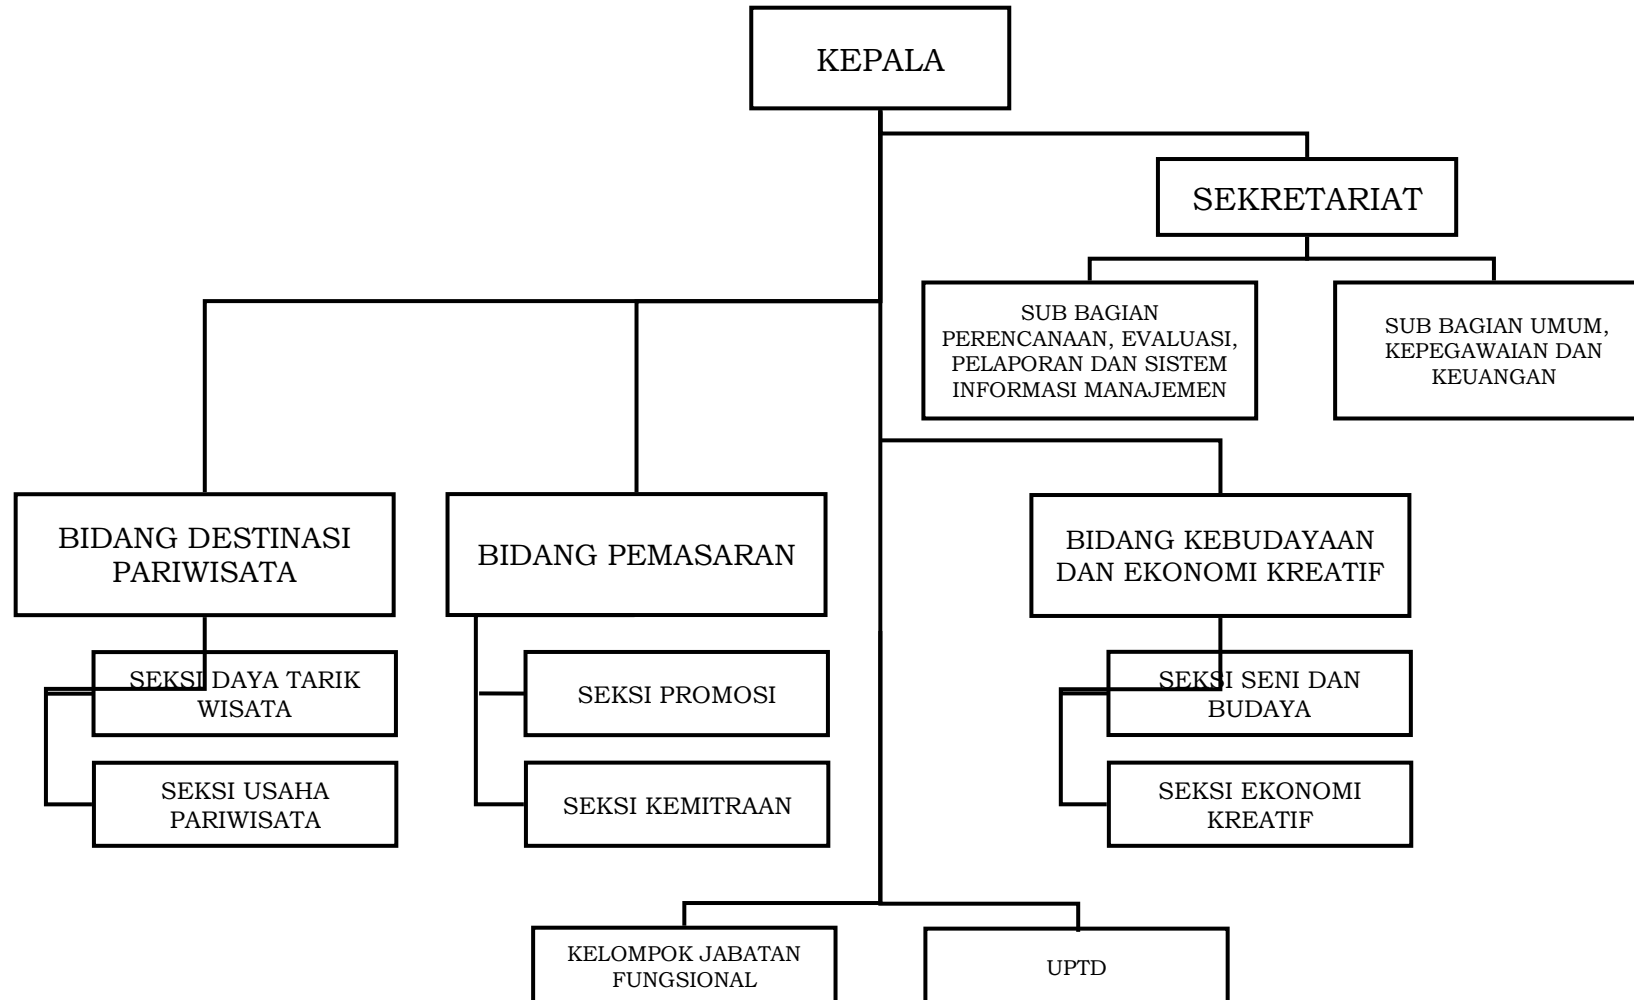 KEPALA
SEKRETARIAT
SUB BAGIAN
PERENCANAAN, EVALUASI,
PELAPORAN DAN SISTEM
INFORMASI MANAJEMEN
SUB BAGIAN UMUM,
KEPEGAWAIAN DAN
KEUANGAN
BIDANG DESTINASI
PARIWISATA
BIDANG PEMASARAN
BIDANG KEBUDAYAAN
DAN EKONOMI KREATIF
SEKSI DAYA TARIK
WISATA
SEKSI PROMOSI
SEKSI SENI DAN
BUDAYA
SEKSI USAHA
PARIWISATA
SEKSI KEMITRAAN
SEKSI EKONOMI
KREATIF
KELOMPOK JABATAN
FUNGSIONAL
UPTD